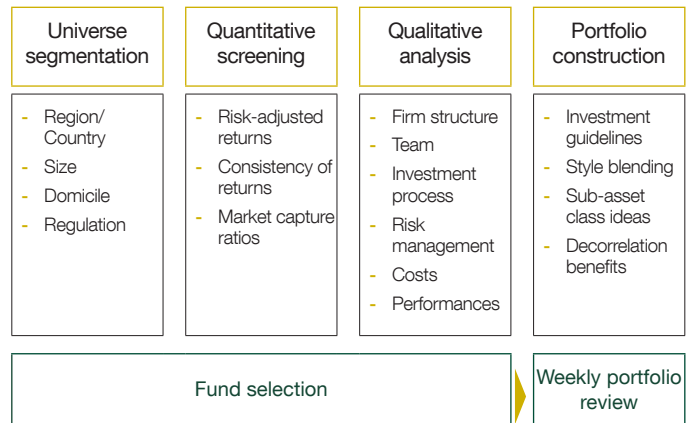 Universe
segmentation
- Region/
Country
- Size
- Domicile
- Regulation
Quantitative
screening
- Risk-adjusted
returns
- Consistency of
returns
- Market capture
ratios
Qualitative
analysis
- Firm structure
- Team
- Investment
process
- Risk
management
- Costs
- Performances
Portfolio
construction
- Investment
guidelines
- Style blending
- Sub-asset
class ideas
- Decorrelation
benefits
Fund selection
Weekly portfolio
review